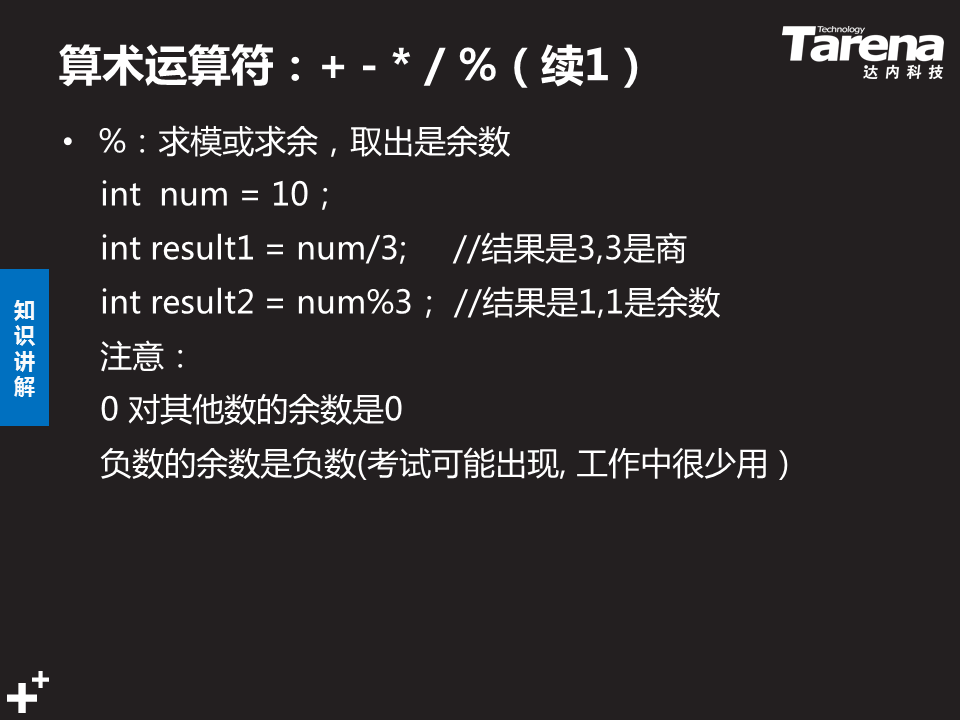 算术运算符：+ - * / %（续1）
Technology
Tarena
达内科技
• %：求模或求余，取出是余数
int  num = 10；
int result1 = num/3;     //结果是3,3是商
int result2 = num%3；  //结果是1,1是余数
注意：
0 对其他数的余数是0
负数的余数是负数(考试可能出现, 工作中很少用）
知
识
讲
解